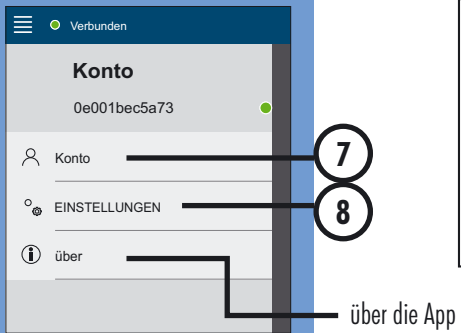 Verbunden
Konto
0e001bec5a73
Konto
7
EINSTELLUNGEN
8
über
über die App